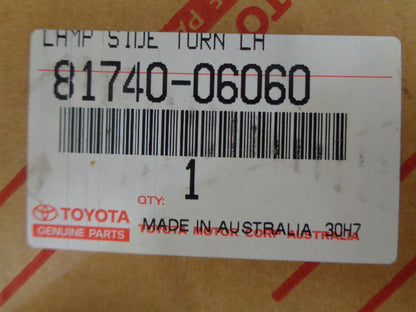 LAMP SIDE TURN LH
81740-06060
QTY: 1
TOYOTA
GENUINE PARTS
MADE IN AUSTRALIA 30H7
TOYOTA MOTOR CORP AUSTRALIA